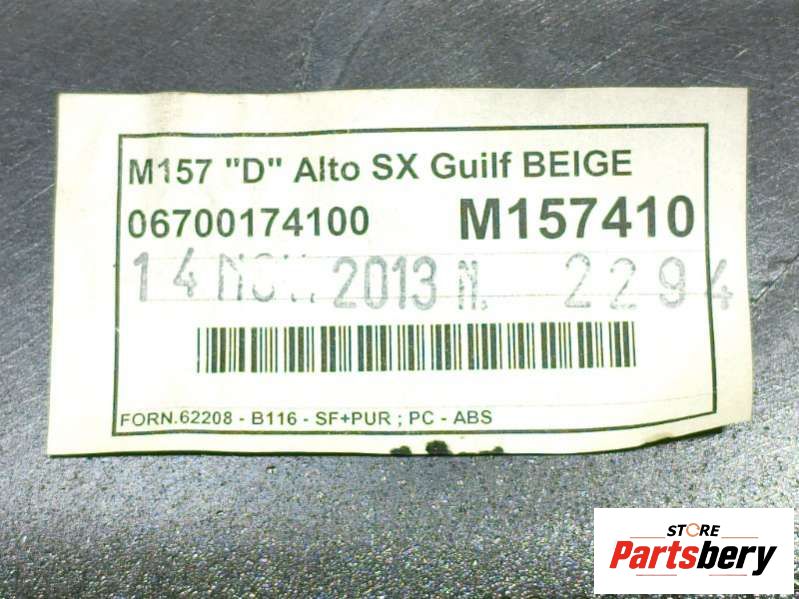 M157 "D" Alto SX Guilf BEIGE
06700174100 M157410
14 NOV. 2013 N. 2294
FORN.62208 - B116 - SF+PUR ; PC - ABS
STORE
Partsbery